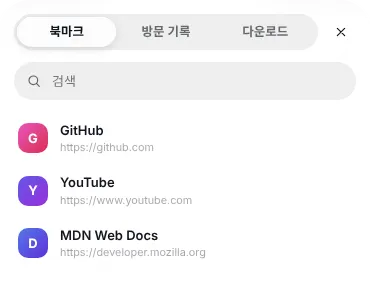 북마크 방문 기록 다운로드
검색
G GitHub
https://github.com
Y YouTube
https://www.youtube.com
D MDN Web Docs
https://developer.mozilla.org